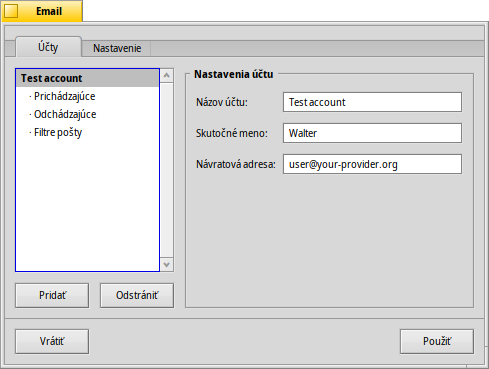 Email
Účty
Nastavenie
Test account
· Prichádzajúce
· Odchádzajúce
· Filtre pošty
Nastavenia účtu
Názov účtu: Test account
Skutočné meno: Walter
Návratová adresa: user@your-provider.org
Pridať
Odstrániť
Vrátiť
Použiť